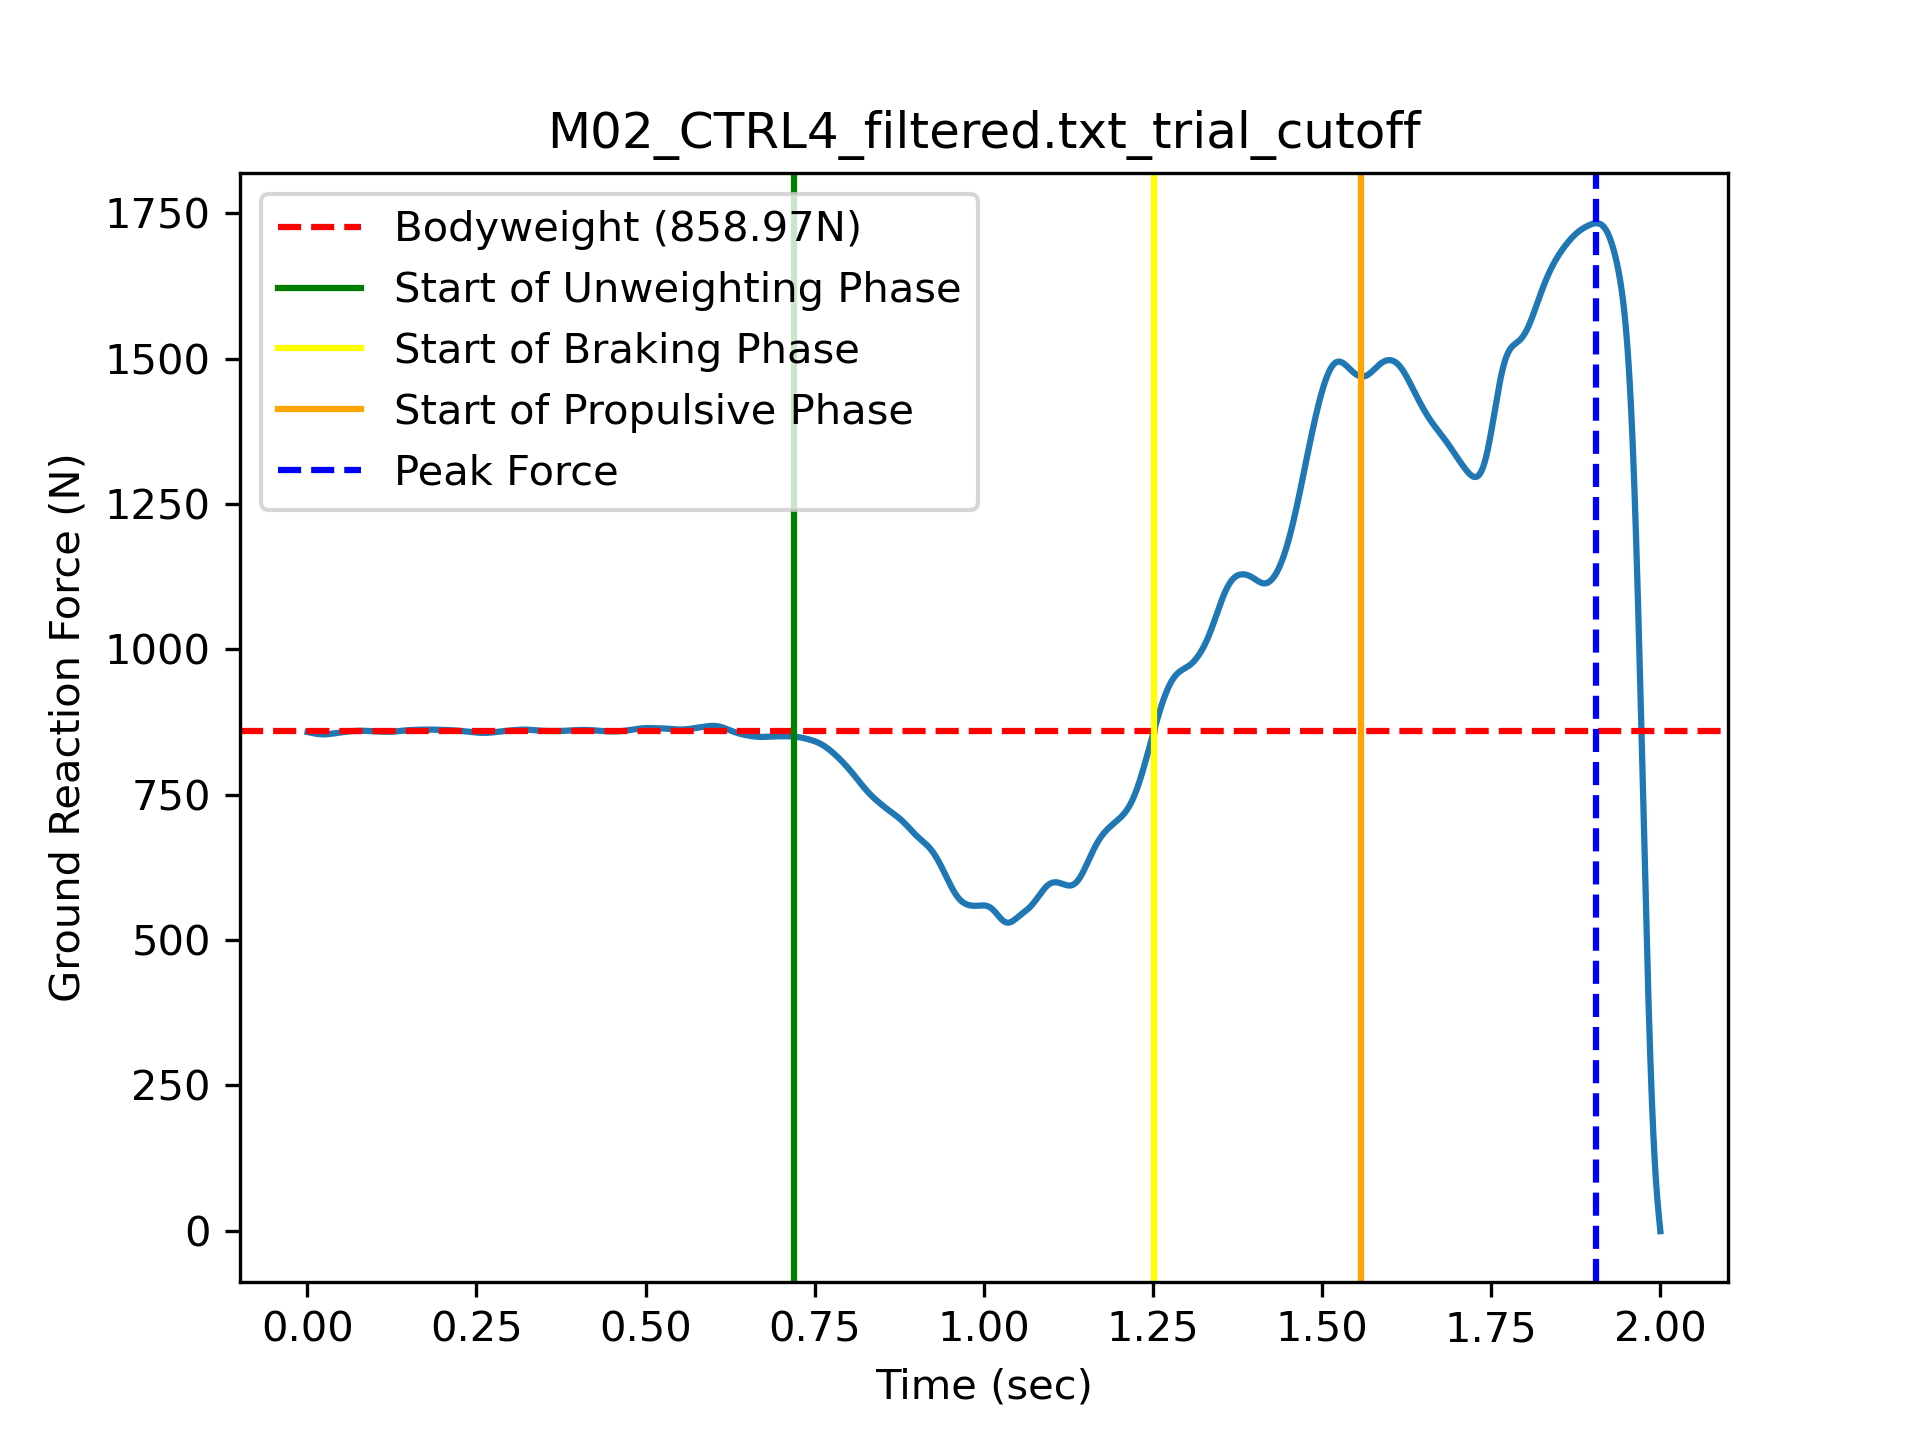 M02_CTRL4_filtered.txt_trial_cutoff
Bodyweight (858.97N)
Start of Unweighting Phase
Start of Braking Phase
Start of Propulsive Phase
Peak Force
Ground Reaction Force (N)
1750
1500
1250
1000
750
500
250
0
0.00 0.25 0.50 0.75 1.00 1.25 1.50 1.75 2.00
Time (sec)